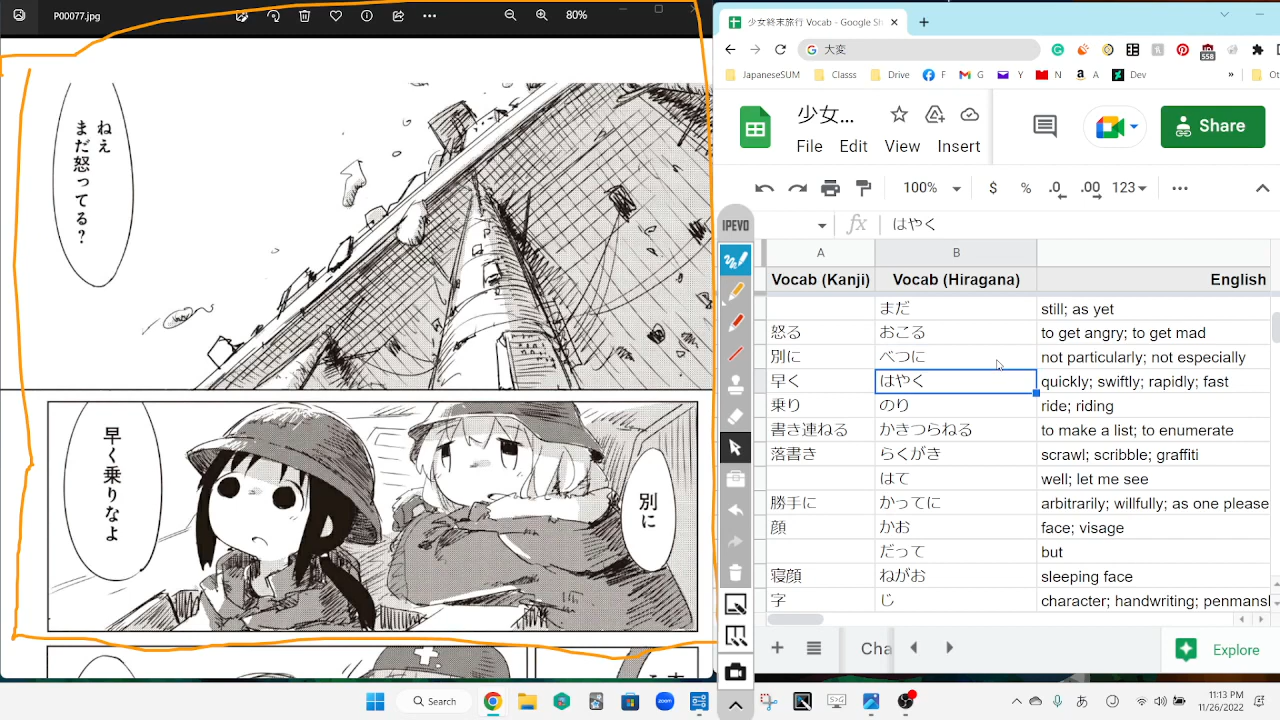 P00077.jpg
80%
ねえ
まだ怒ってる?
別に
早く乗りなよ
少女終末旅行 Vocab - Google Sh
大変
558
JapaneseSUM
Classs
Drive
F
G
Y
N
A
Dev
»
Ot
少女...
File
Edit
View
Insert
Share
100%
$
%
.0
.00
123
IPEVO
fx
はやく
A
B
Vocab (Kanji)
Vocab (Hiragana)
English
まだ
still; as yet
怒る
おこる
to get angry; to get mad
別に
べつに
not particularly; not especially
早く
はやく
quickly; swiftly, rapidly; fast
乗り
のり
ride; riding
書き連ねる
かきつらねる
to make a list; to enumerate
落書き
らくがき
scrawl; scribble; graffiti
はて
well; let me see
勝手に
かってに
arbitrarily; willfully; as one please
顔
かお
face; visage
だって
but
寝顔
ねがお
sleeping face
字
じ
character; handwriting; penmans
Cha
Explore
Search
zoom
あ
11:13 PM
11/26/2022